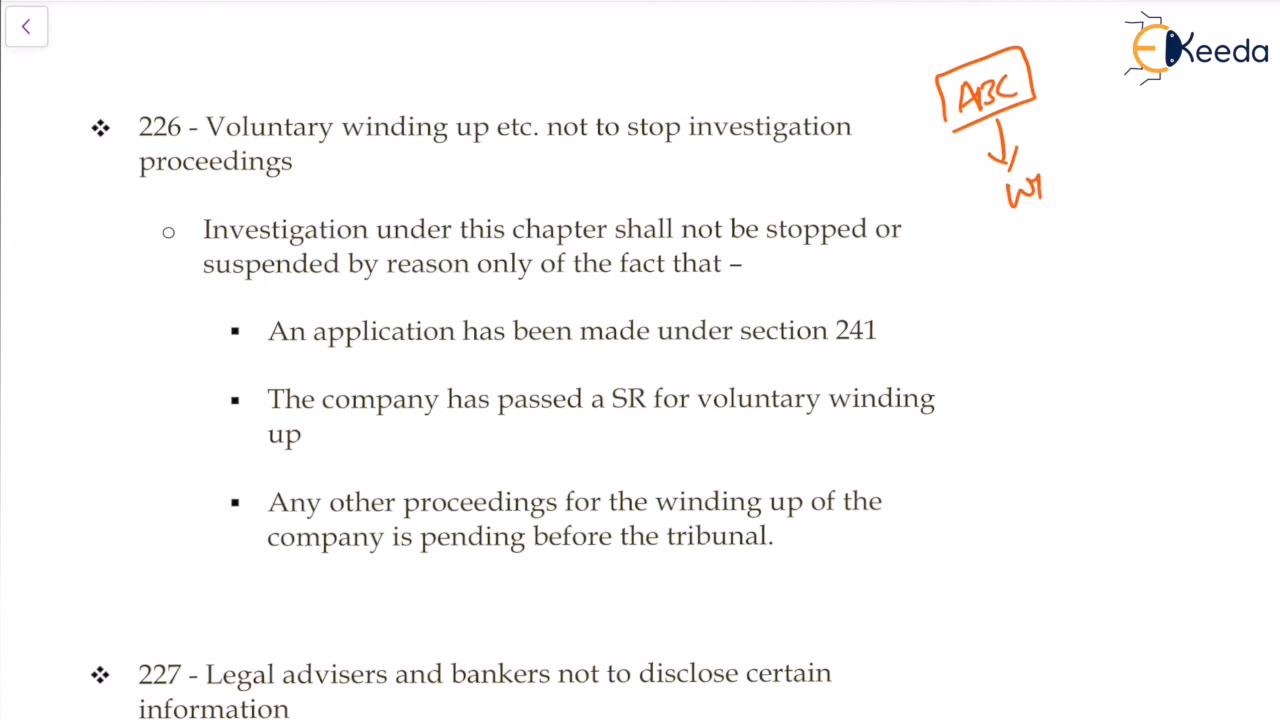 EKeeda
226 - Voluntary winding up etc. not to stop investigation
proceedings
ABC
Investigation under this chapter shall not be stopped or
suspended by reason only of the fact that –
An application has been made under section 241
The company has passed a SR for voluntary winding
up
Any other proceedings for the winding up of the
company is pending before the tribunal.
227 - Legal advisers and bankers not to disclose certain
information